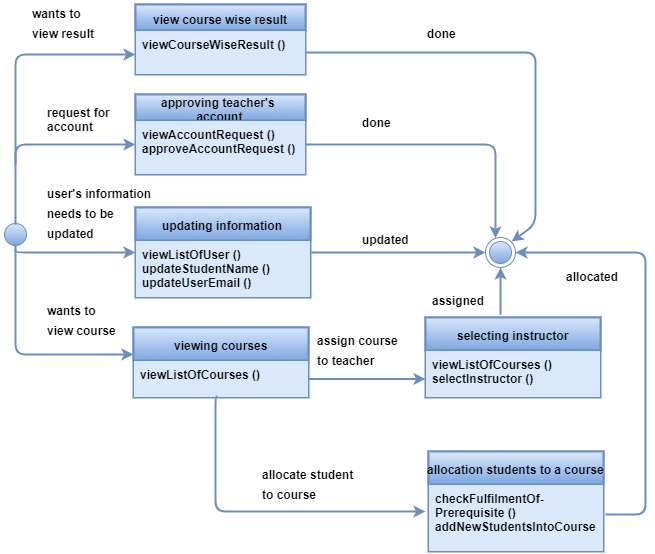 wants to
view result
view course wise result
viewCourseWiseResult ()
done
request for
account
approving teacher's
account
viewAccountRequest ()
approveAccountRequest ()
done
user's information
needs to be
updated
updating information
viewListOfUser ()
updateStudentName ()
updateUserEmail ()
updated
allocated
assigned
wants to
view course
viewing courses
viewListOfCourses ()
assign course
to teacher
selecting instructor
viewListOfCourses ()
selectInstructor ()
allocate student
to course
allocation students to a course
checkFulfilmentOf-
Prerequisite ()
addNewStudentsIntoCourse